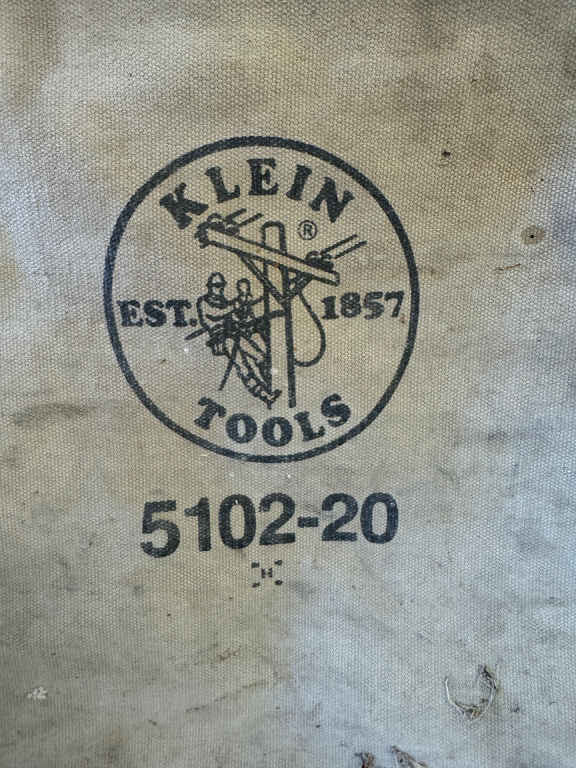 KLEIN
®
EST. 1857
TOOLS
5102-20
H